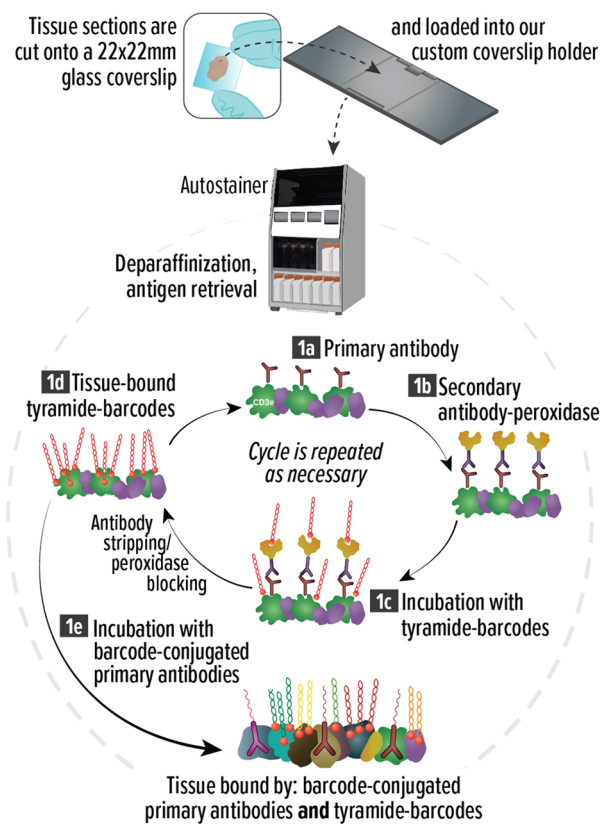 Tissue sections are
cut onto a 22x22mm
glass coverslip
and loaded into our
custom coverslip holder
Autostainer
Deparaffinization,
antigen retrieval
1a Primary antibody
CD3e
1b Secondary
antibody-peroxidase
1d Tissue-bound
tyramide-barcodes
Cycle is repeated
as necessary
Antibody
stripping/
peroxidase
blocking
1c Incubation with
tyramide-barcodes
1e Incubation with
barcode-conjugated
primary antibodies
Tissue bound by: barcode-conjugated
primary antibodies and tyramide-barcodes